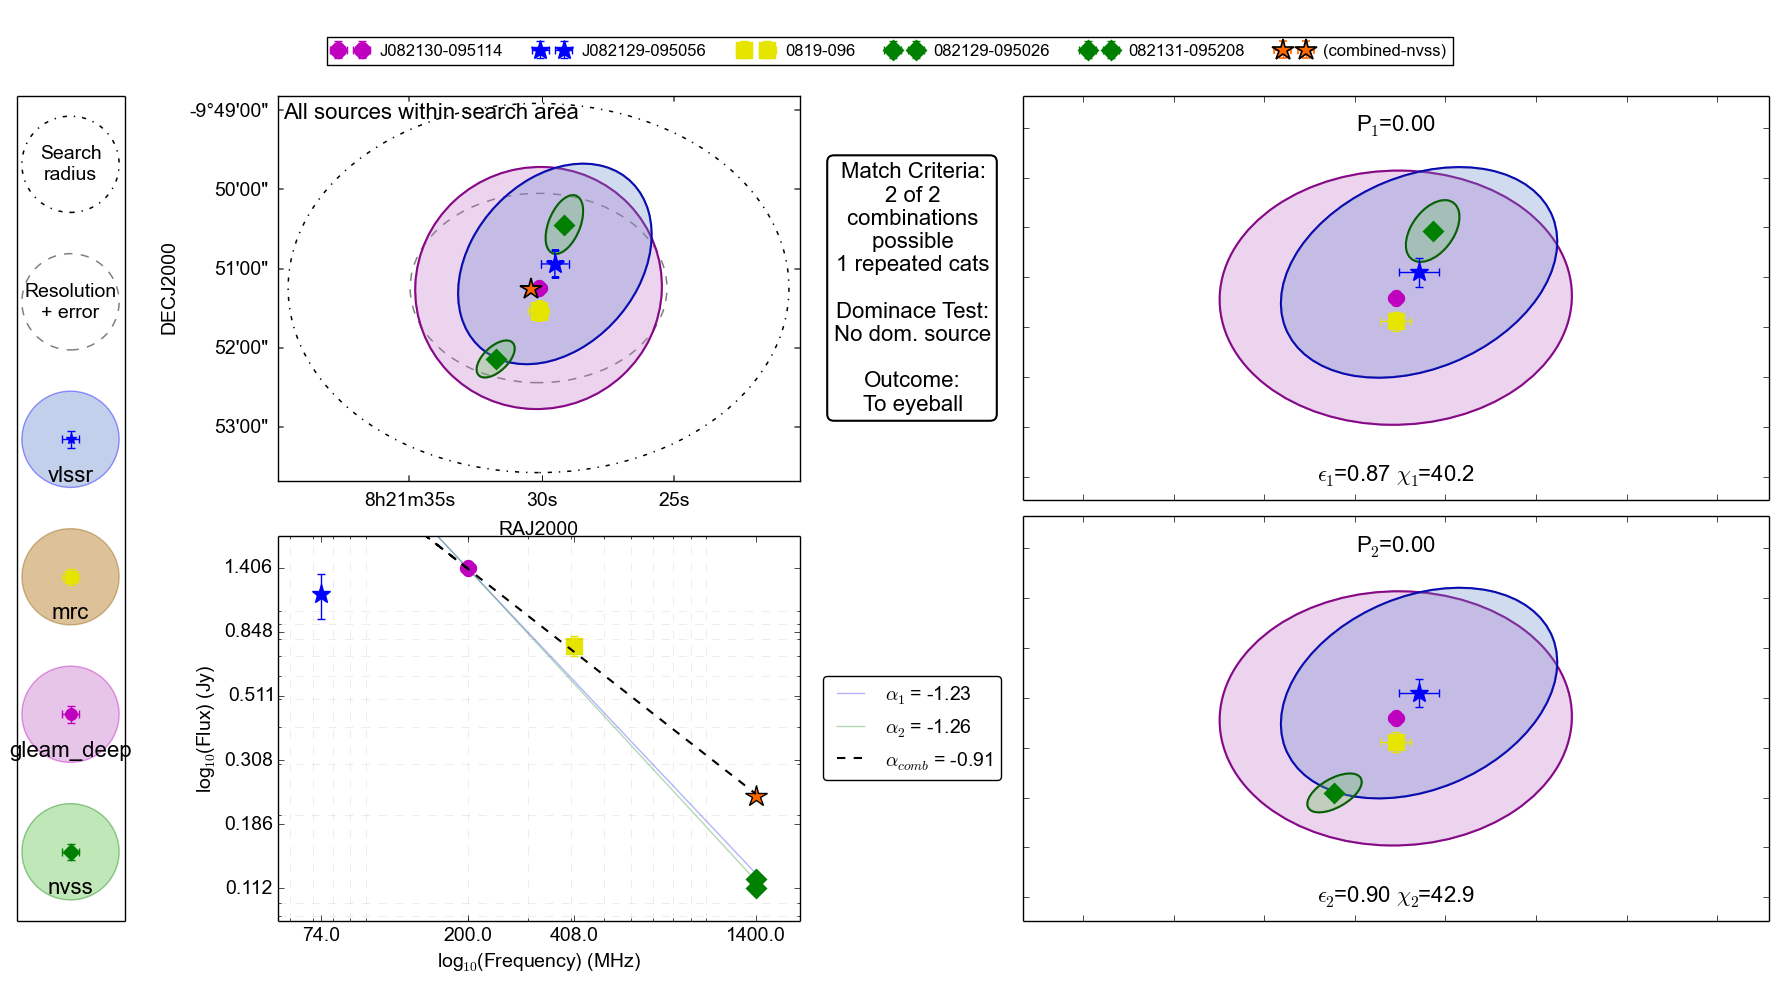 J082130-095114 J082129-095056 0819-096 082129-095026 082131-095208 (combined-nvss)
Search
radius
Resolution
+ error
vlssr
mrc
gleam_deep
nvss
All sources within search area
-9°49'00"
50'00"
51'00"
52'00"
53'00"
DECJ2000
8h21m35s 30s 25s
RAJ2000
Match Criteria:
2 of 2
combinations
possible
1 repeated cats
Dominace Test:
No dom. source
Outcome:
To eyeball
P₁=0.00
ϵ₁=0.87 χ₁=40.2
1.406
0.848
0.511
0.308
0.186
0.112
log₁₀(Flux) (Jy)
74.0 200.0 408.0 1400.0
log₁₀(Frequency) (MHz)
α₁ = -1.23
α₂ = -1.26
α_comb = -0.91
P₂=0.00
ϵ₂=0.90 χ₂=42.9